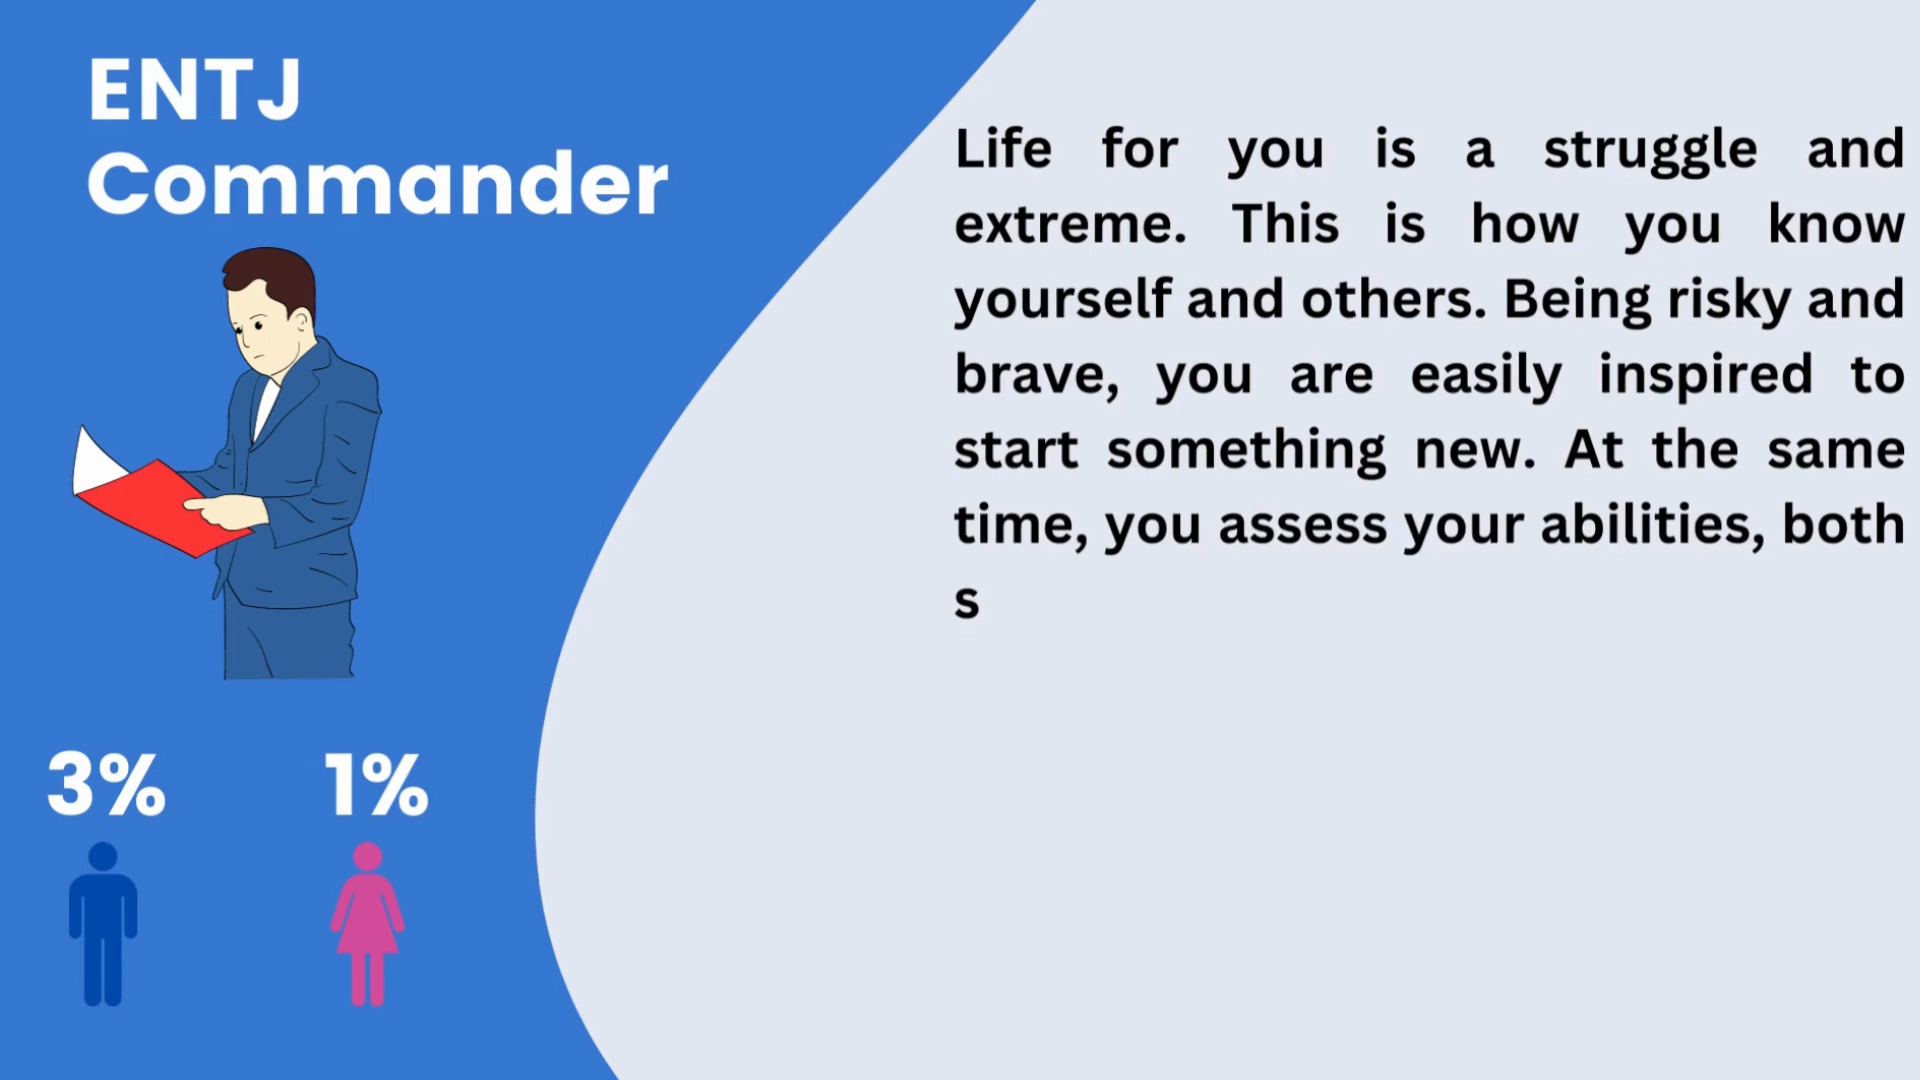 ENTJ
Commander
Life for you is a struggle and
extreme. This is how you know
yourself and others. Being risky and
brave, you are easily inspired to
start something new. At the same
time, you assess your abilities, both
s
3% 1%